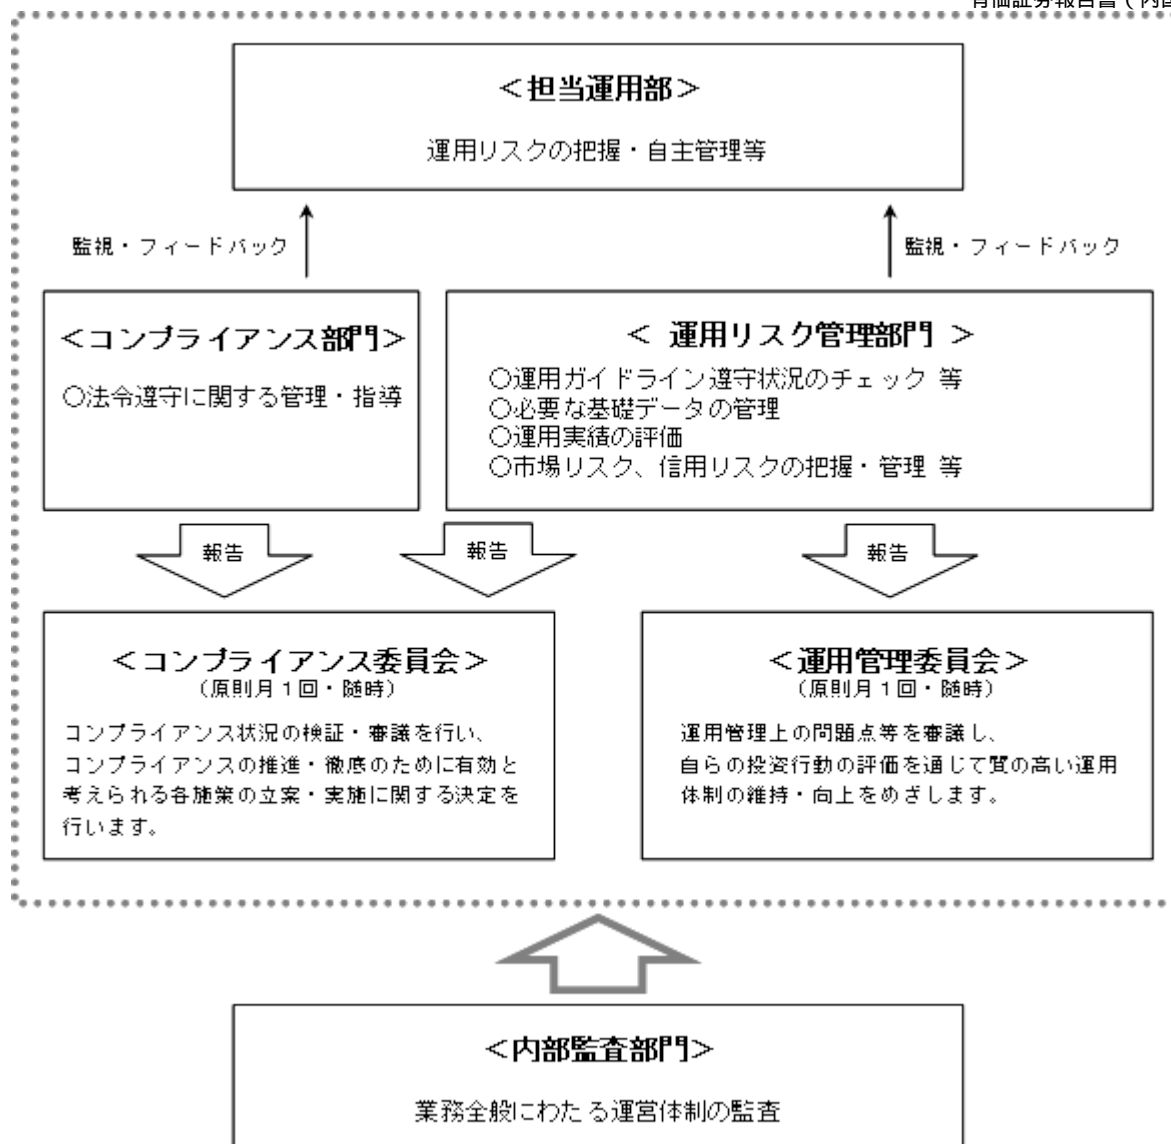 有価証券報告書(内
＜担当運用部＞
運用リスクの把握・自主管理等
監視・フィードバック
監視・フィードバック
＜コンプライアンス部門＞
○法令遵守に関する管理・指導
＜ 運用リスク管理部門 ＞
○運用ガイドライン遵守状況のチェック 等
○必要な基礎データの管理
○運用実績の評価
○市場リスク、信用リスクの把握・管理 等
報告
報告
報告
＜コンプライアンス委員会＞
（原則月１回・随時）
コンプライアンス状況の検証・審議を行い、
コンプライアンスの推進・徹底のために有効と
考えられる各施策の立案・実施に関する決定を
行います。
＜運用管理委員会＞
（原則月１回・随時）
運用管理上の問題点等を審議し、
自らの投資行動の評価を通じて質の高い運用
体制の維持・向上をめざします。
＜内部監査部門＞
業務全般にわたる運営体制の監査